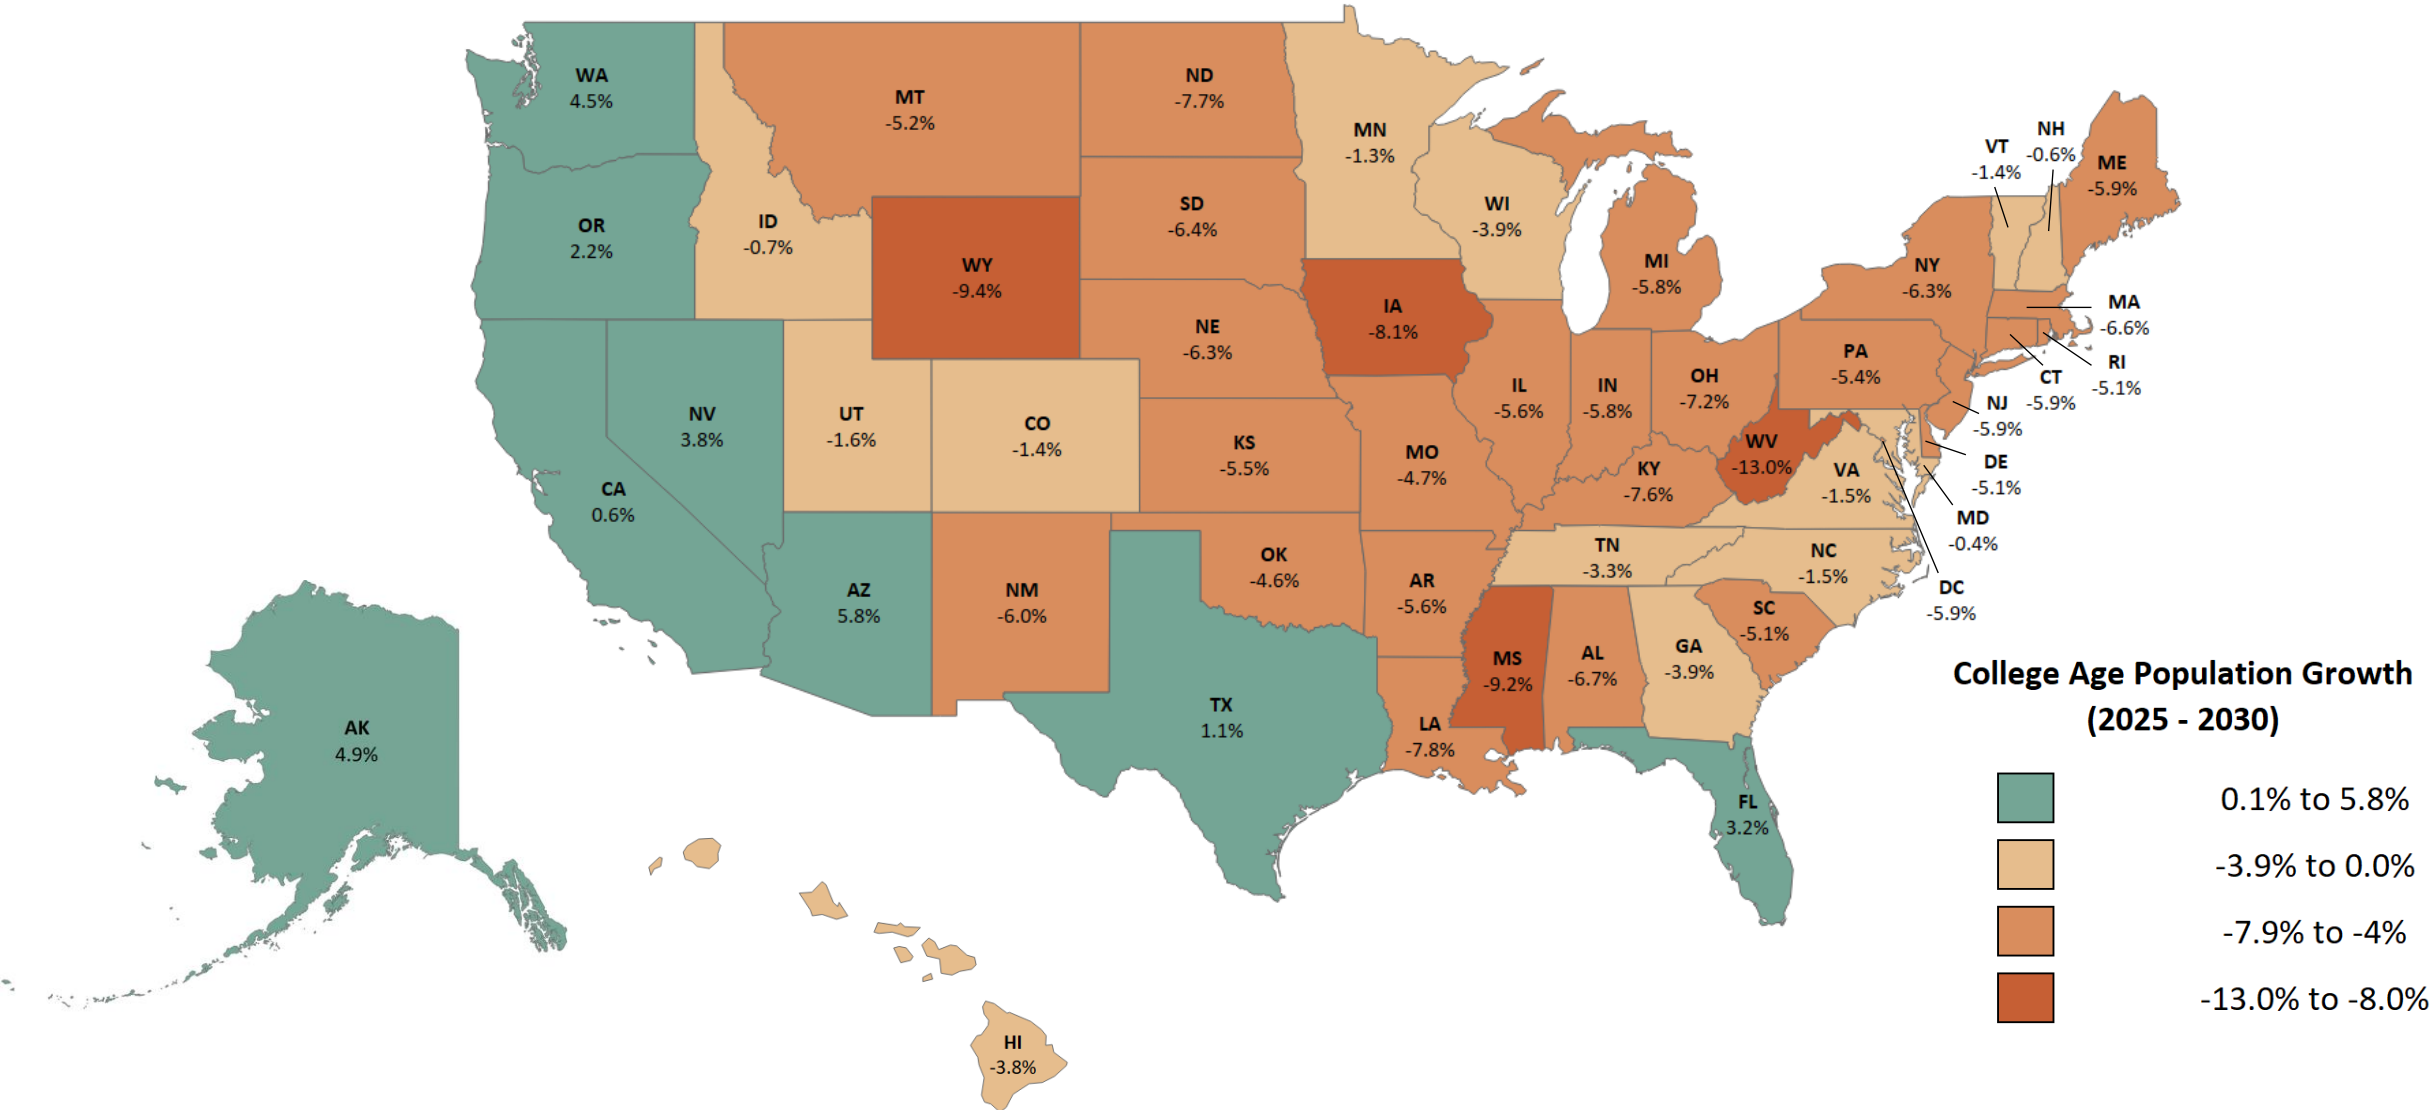 WA
4.5%
MT
-5.2%
ND
-7.7%
MN
-1.3%
VT
-1.4%
NH
-0.6%
ME
-5.9%
OR
2.2%
ID
-0.7%
WY
-9.4%
SD
-6.4%
WI
-3.9%
MI
-5.8%
NY
-6.3%
MA
-6.6%
RI
-5.1%
CT
-5.9%
NJ
-5.9%
DE
-5.1%
MD
-0.4%
DC
-5.9%
IA
-8.1%
NE
-6.3%
PA
-5.4%
IL
-5.6%
IN
-5.8%
OH
-7.2%
NV
3.8%
UT
-1.6%
CO
-1.4%
KS
-5.5%
MO
-4.7%
KY
-7.6%
WV
-13.0%
VA
-1.5%
CA
0.6%
AZ
5.8%
NM
-6.0%
OK
-4.6%
AR
-5.6%
TN
-3.3%
NC
-1.5%
SC
-5.1%
MS
-9.2%
AL
-6.7%
GA
-3.9%
TX
1.1%
LA
-7.8%
FL
3.2%
AK
4.9%
HI
-3.8%
College Age Population Growth
(2025 - 2030)
0.1% to 5.8%
-3.9% to 0.0%
-7.9% to -4%
-13.0% to -8.0%